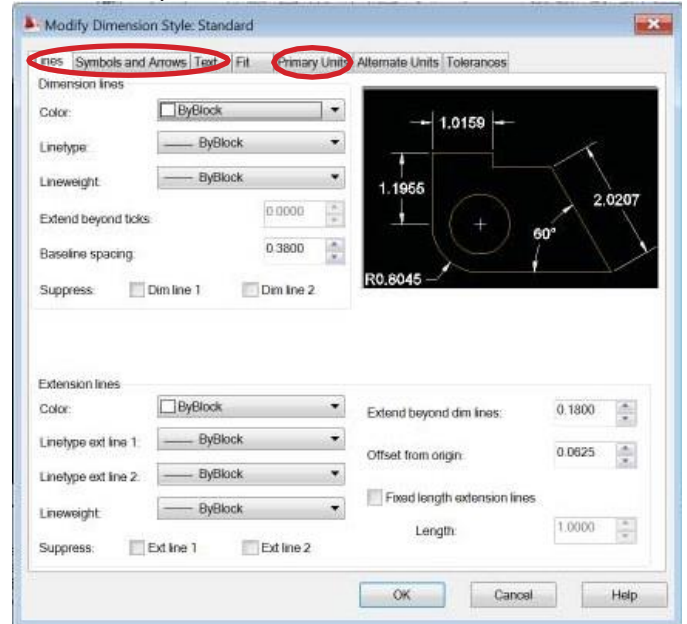 Modify Dimension Style: Standard
Lines Symbols and Arrows Text Fit Primary Units Alternate Units Tolerances
Dimension lines
Color: ByBlock
Linetype: ByBlock
Lineweight: ByBlock
Extend beyond ticks: 0.0000
Baseline spacing: 0.3800
Suppress: Dim line 1 Dim line 2
1.0159
1.1955
2.0207
60°
R0.8045
Extension lines
Color: ByBlock
Linetype ext line 1: ByBlock
Linetype ext line 2: ByBlock
Lineweight: ByBlock
Suppress: Ext line 1 Ext line 2
Extend beyond dim lines: 0.1800
Offset from origin: 0.0625
Fixed length extension lines
Length: 1.0000
OK Cancel Help